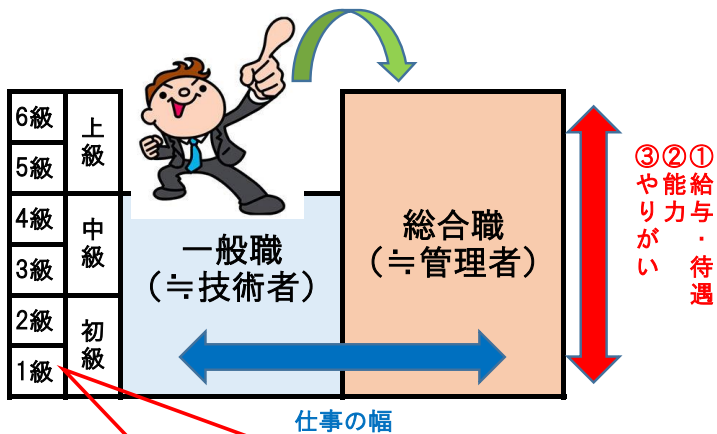 6級
5級
4級
3級
2級
1級
上級
中級
初級
一般職
（≒技術者）
総合職
（≒管理者）
①給与・待遇
②能力
③やりがい
仕事の幅